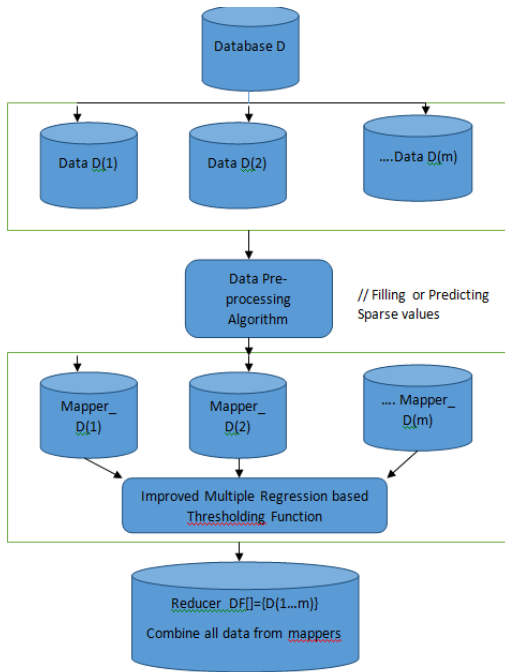 Database D
Data D(1)
Data D(2)
....Data D(m)
Data Pre-
processing
Algorithm
// Filling or Predicting
Sparse values
Mapper_
D(1)
Mapper_
D(2)
.... Mapper_
D(m)
Improved Multiple Regression based
Thresholding Function
Reducer DF[]={D(1...m)}
Combine all data from mappers